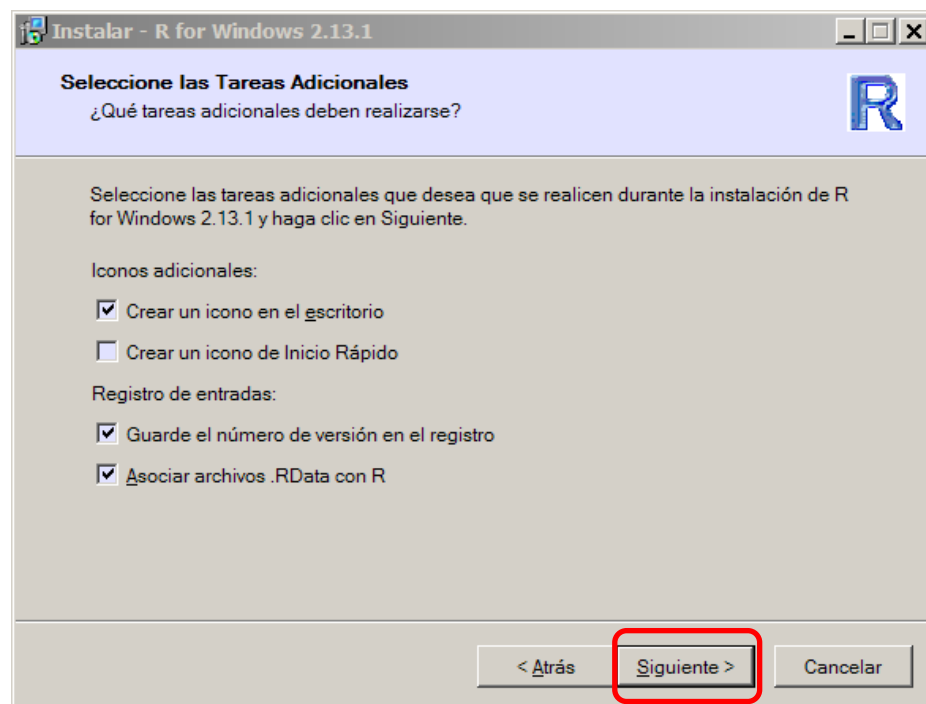 Instalar - R for Windows 2.13.1
Seleccione las Tareas Adicionales
¿Qué tareas adicionales deben realizarse?
R
Seleccione las tareas adicionales que desea que se realicen durante la instalación de R
for Windows 2.13.1 y haga clic en Siguiente.
Iconos adicionales:
Crear un icono en el escritorio
Crear un icono de Inicio Rápido
Registro de entradas:
Guarde el número de versión en el registro
Asociar archivos .RData con R
< Atrás
Siguiente >
Cancelar